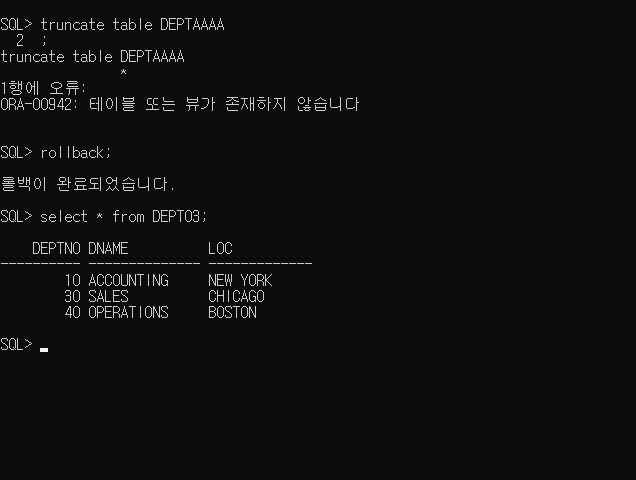 SQL> truncate table DEPTAAAA
  2  ;
truncate table DEPTAAAA
               *
1행에 오류:
ORA-00942: 테이블 또는 뷰가 존재하지 않습니다
SQL> rollback;
롤백이 완료되었습니다.
SQL> select * from DEPT03;
    DEPTNO DNAME          LOC
---------- -------------- -------------
        10 ACCOUNTING     NEW YORK
        30 SALES          CHICAGO
        40 OPERATIONS     BOSTON
SQL>